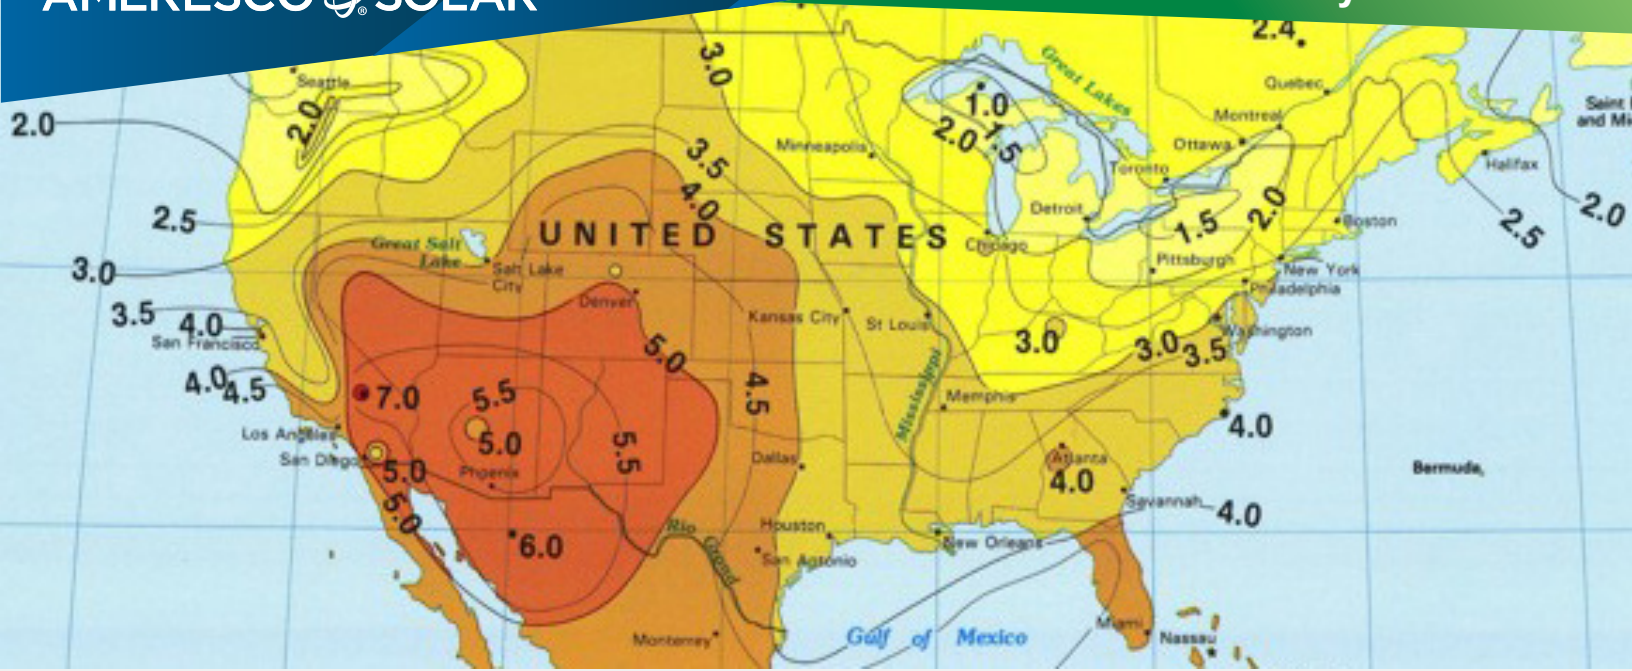 AMERESCO SOLAR
®
2.4
Seattle
3.0
Great Lakes
Quebec
2.0
2.0
1.0
2.0
1.5
Montreal
Saint
and Mi
Minneapolis
Ottawa
Toronto
Halifax
3.5
4.0
2.5
Detroit
1.5
2.0
Boston
2.5
2.0
UNITED STATES
Great Salt
Lake
Chicago
3.0
Salt Lake
City
Pittsburgh
New York
Philadelphia
Denver
3.5
4.0
San Francisco
Kansas City
St Louis
Washington
5.0
3.0
3.0
3.5
4.0
4.5
7.0
5.5
4.5
Mississippi
Memphis
4.0
Los Angeles
San Diego
5.0
5.0
5.5
Phoenix
5.0
Dallas
Atlanta
4.0
Bermuda,
Savannah
4.0
6.0
Rio
Grand
Houston
San Antonio
New Orleans
Monterrey
Gulf of Mexico
Miami
Nassau